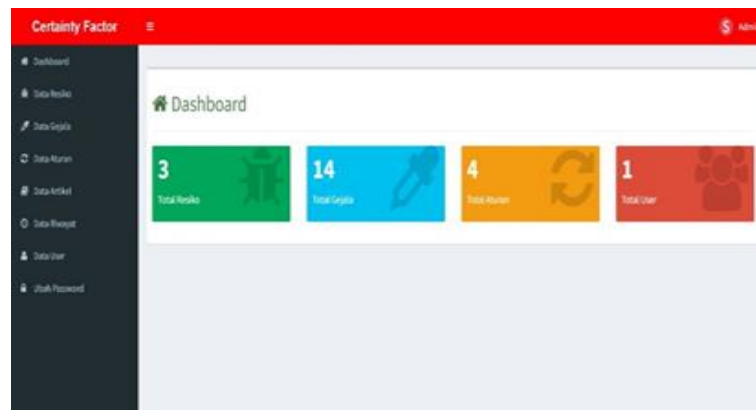 Certainty Factor
S Admi
Dashboard
Data Resiko
Data Gejala
Data Aturan
Data Artikel
Data Riwayat
Data User
Ubah Password
Dashboard
3
Total Resiko
14
Total Gejala
4
Total Aturan
1
Total User